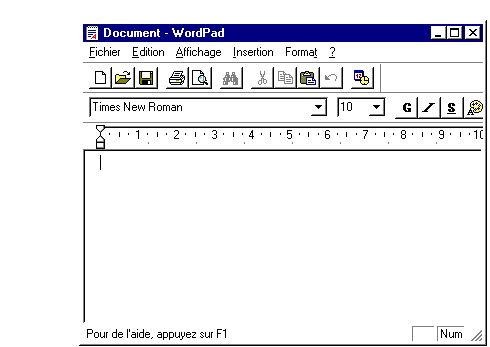 Document - WordPad
Fichier Edition Affichage Insertion Format ?
Times New Roman 10 G I S
1 2 3 4 5 6 7 8 9 10
Pour de l'aide, appuyez sur F1 Num